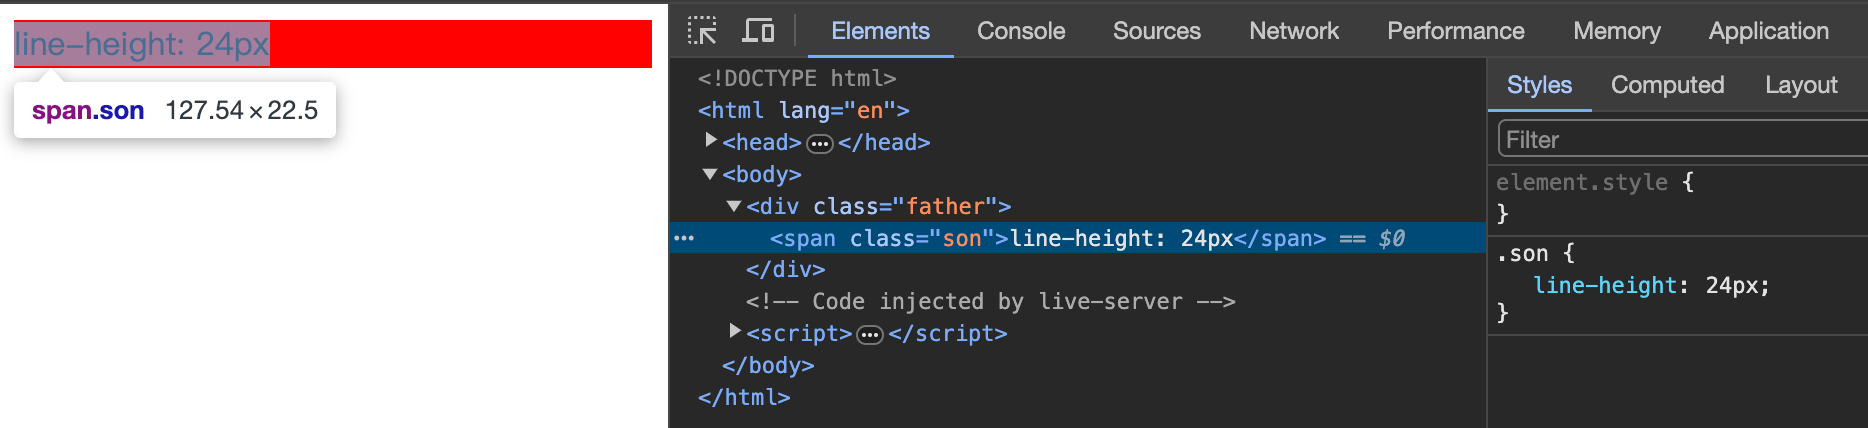 line-height: 24px
span.son 127.54×22.5
Elements Console Sources Network Performance Memory Application
<!DOCTYPE html>
<html lang="en">
<head>…</head>
<body>
<div class="father">
… <span class="son">line-height: 24px</span> == $0
</div>
<!-- Code injected by live-server -->
<script>…</script>
</body>
</html>
Styles Computed Layout
Filter
element.style {
}
.son {
line-height: 24px;
}